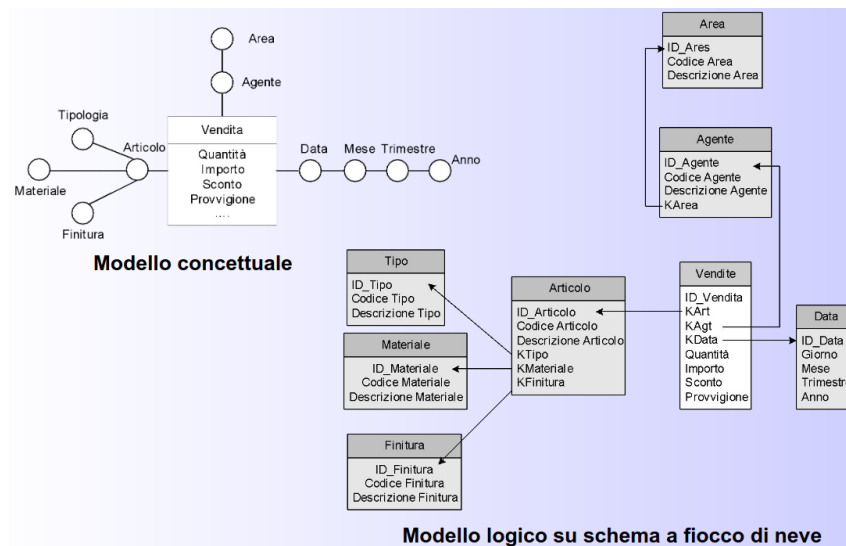 Area
Agente
Tipologia
Articolo
Materiale
Finitura
Vendita
Quantità
Importo
Sconto
Provvigione
....
Data
Mese
Trimestre
Anno
Modello concettuale
Area
ID_Ares
Codice Area
Descrizione Area
Agente
ID_Agente
Codice Agente
Descrizione Agente
KArea
Tipo
ID_Tipo
Codice Tipo
Descrizione Tipo
Materiale
ID_Materiale
Codice Materiale
Descrizione Materiale
Finitura
ID_Finitura
Codice Finitura
Descrizione Finitura
Articolo
ID_Articolo
Codice Articolo
Descrizione Articolo
KTipo
KMateriale
KFinitura
Vendite
ID_Vendita
KArt
KAgt
KData
Quantità
Importo
Sconto
Provvigione
Data
ID_Data
Giorno
Mese
Trimestre
Anno
Modello logico su schema a fiocco di neve